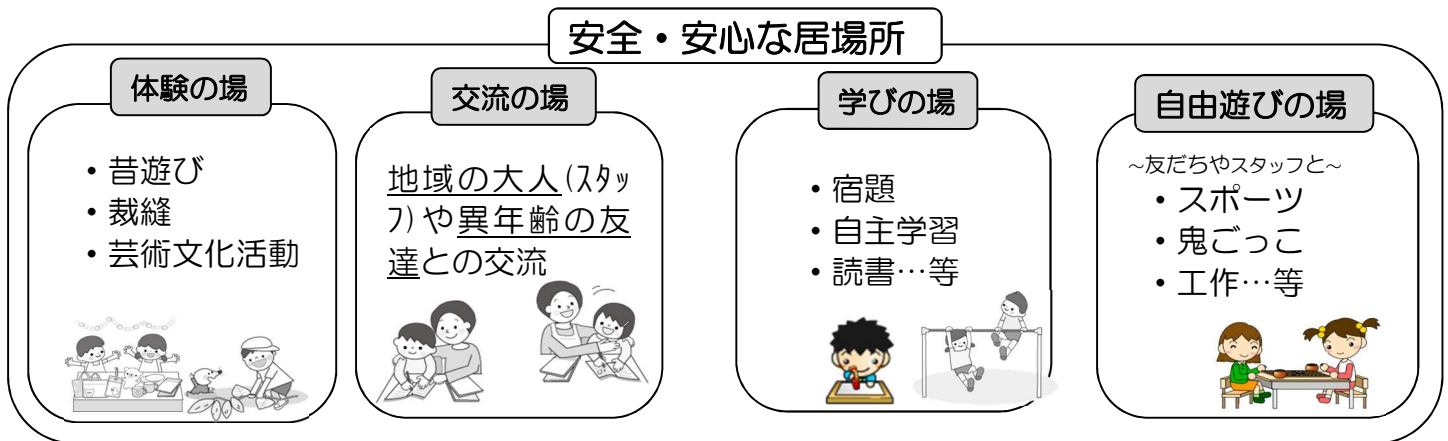 安全・安心な居場所
体験の場
・昔遊び
・裁縫
・芸術文化活動
交流の場
地域の大人(ｽﾀｯ
ﾌ)や異年齢の友
達との交流
学びの場
・宿題
・自主学習
・読書…等
自由遊びの場
~友だちやスタッフと~
・スポーツ
・鬼ごっこ
・工作…等